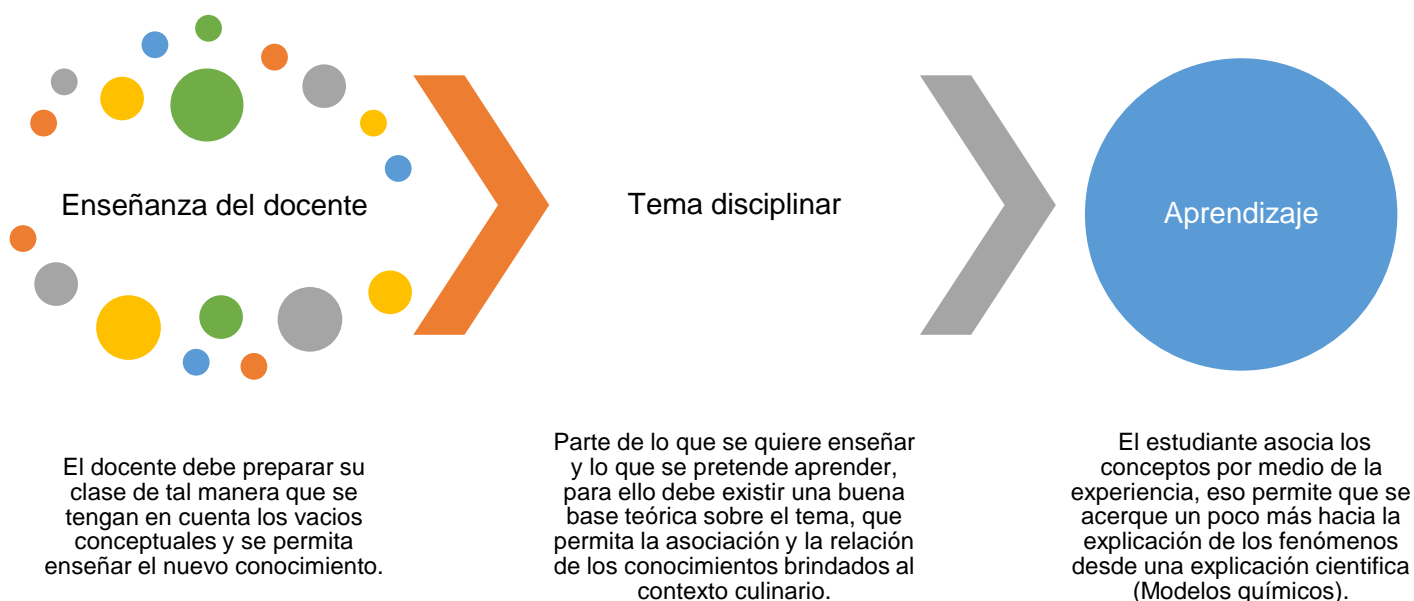 Enseñanza del docente
Tema disciplinar
Aprendizaje
El docente debe preparar su
clase de tal manera que se
tengan en cuenta los vacios
conceptuales y se permita
enseñar el nuevo conocimiento.
Parte de lo que se quiere enseñar
y lo que se pretende aprender,
para ello debe existir una buena
base teórica sobre el tema, que
permita la asociación y la relación
de los conocimientos brindados al
contexto culinario.
El estudiante asocia los
conceptos por medio de la
experiencia, eso permite que se
acerque un poco más hacia la
explicación de los fenómenos
desde una explicación cientifica
(Modelos químicos).